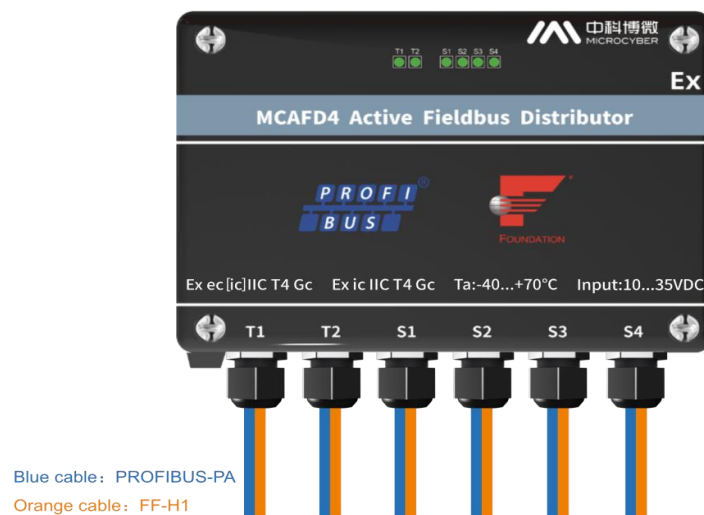 中科博微
MICROCYBER
T1 T2 S1 S2 S3 S4
Ex
MCAFD4 Active Fieldbus Distributor
PROFI®
BUS
FOUNDATION
Ex ec [ic]IIC T4 Gc Ex ic IIC T4 Gc Ta:-40...+70°C Input:10...35VDC
T1 T2 S1 S2 S3 S4
Blue cable：PROFIBUS-PA
Orange cable：FF-H1